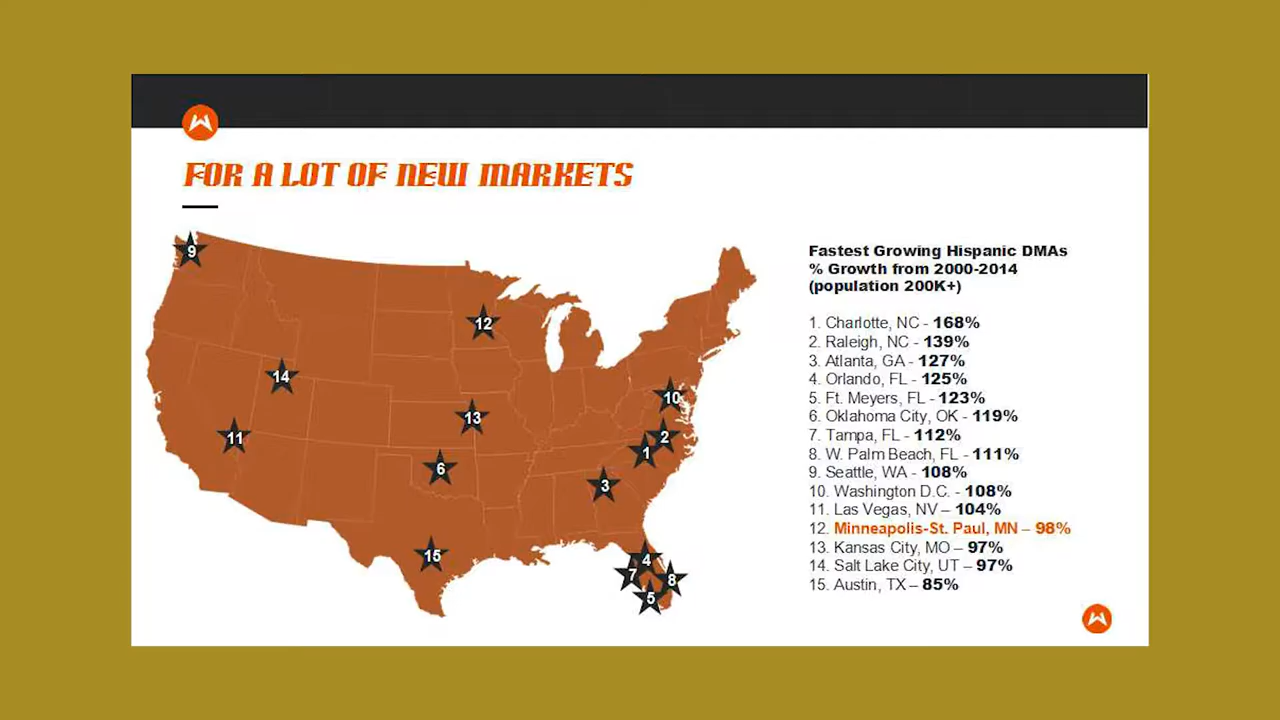 FOR A LOT OF NEW MARKETS
Fastest Growing Hispanic DMAs
% Growth from 2000-2014
(population 200K+)
1. Charlotte, NC - 168%
2. Raleigh, NC - 139%
3. Atlanta, GA - 127%
4. Orlando, FL - 125%
5. Ft. Meyers, FL - 123%
6. Oklahoma City, OK - 119%
7. Tampa, FL - 112%
8. W. Palm Beach, FL - 111%
9. Seattle, WA - 108%
10. Washington D.C. - 108%
11. Las Vegas, NV – 104%
12. Minneapolis-St. Paul, MN – 98%
13. Kansas City, MO – 97%
14. Salt Lake City, UT – 97%
15. Austin, TX – 85%
9
12
14
10
13
11
2
1
6
3
15
4
7
8
5